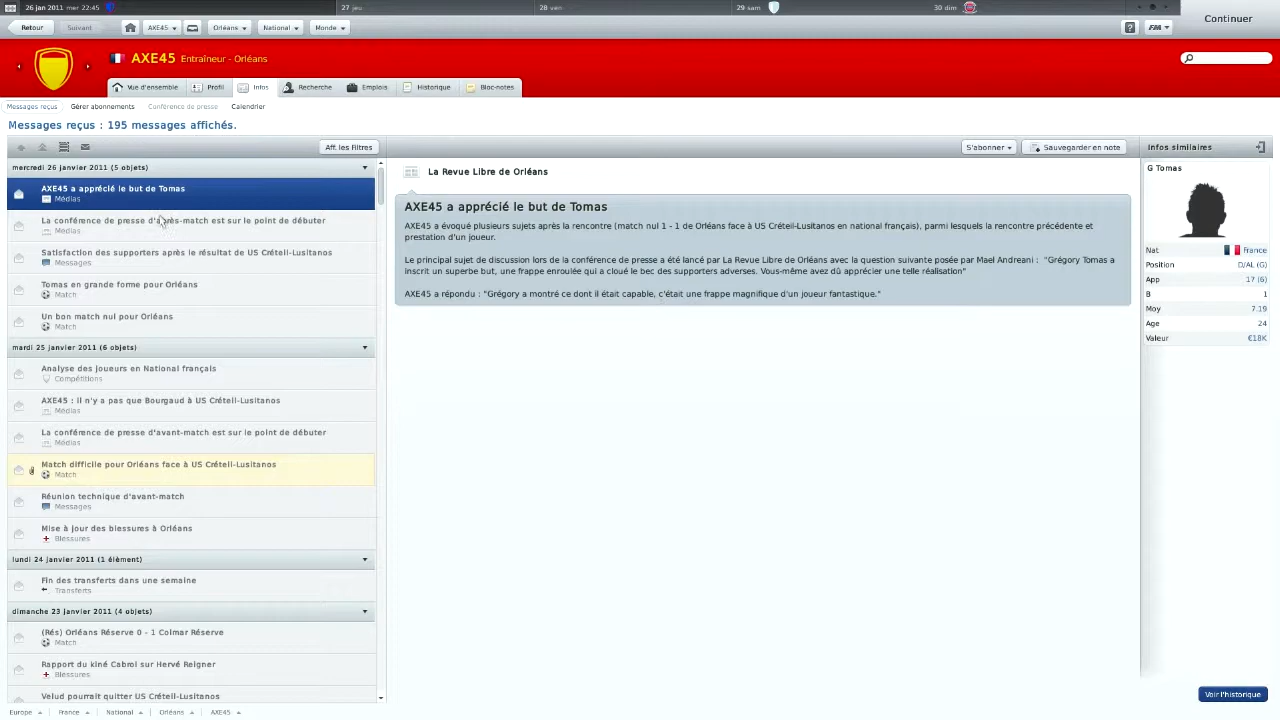 26 jan 2011 mer 22:45
27 jeu
28 ven
29 sam
30 dim
Continuer
Retour
Suivant
AXE45
Orléans
National
Monde
? FM
AXE45 Entraîneur - Orléans
Vue d'ensemble
Profil
Infos
Recherche
Emplois
Historique
Bloc-notes
Messages reçus
Gérer abonnements
Conférence de presse
Calendrier
Messages reçus : 195 messages affichés.
Aff. les Filtres
S'abonner
Sauvegarder en note
Infos similaires
mercredi 26 janvier 2011 (5 objets)
AXE45 a apprécié le but de Tomas
Médias
La conférence de presse d'après-match est sur le point de débuter
Médias
Satisfaction des supporters après le résultat de US Créteil-Lusitanos
Messages
Tomas en grande forme pour Orléans
Match
Un bon match nul pour Orléans
Match
mardi 25 janvier 2011 (6 objets)
Analyse des joueurs en National français
Compétitions
AXE45 : il n'y a pas que Bourgaud à US Créteil-Lusitanos
Médias
La conférence de presse d'avant-match est sur le point de débuter
Médias
Match difficile pour Orléans face à US Créteil-Lusitanos
Match
Réunion technique d'avant-match
Messages
Mise à jour des blessures à Orléans
Blessures
lundi 24 janvier 2011 (1 élément)
Fin des transferts dans une semaine
Transferts
dimanche 23 janvier 2011 (4 objets)
(Rés) Orléans Réserve 0 - 1 Colmar Réserve
Match
Rapport du kiné Cabrol sur Hervé Reigner
Blessures
Velud pourrait quitter US Créteil-Lusitanos
La Revue Libre de Orléans
AXE45 a apprécié le but de Tomas
AXE45 a évoqué plusieurs sujets après la rencontre (match nul 1 - 1 de Orléans face à US Créteil-Lusitanos en national français), parmi lesquels la rencontre précédente et
prestation d'un joueur.
Le principal sujet de discussion lors de la conférence de presse a été lancé par La Revue Libre de Orléans avec la question suivante posée par Mael Andreani : "Grégory Tomas a
inscrit un superbe but, une frappe enroulée qui a cloué le bec des supporters adverses. Vous-même avez dû apprécier une telle réalisation"
AXE45 a répondu : "Grégory a montré ce dont il était capable, c'était une frappe magnifique d'un joueur fantastique."
G Tomas
Nat. France
Position D/AL (G)
App 17 (6)
B 1
Moy 7.19
Age 24
Valeur €18K
Voir l'historique
Europe
France
National
Orléans
AXE45